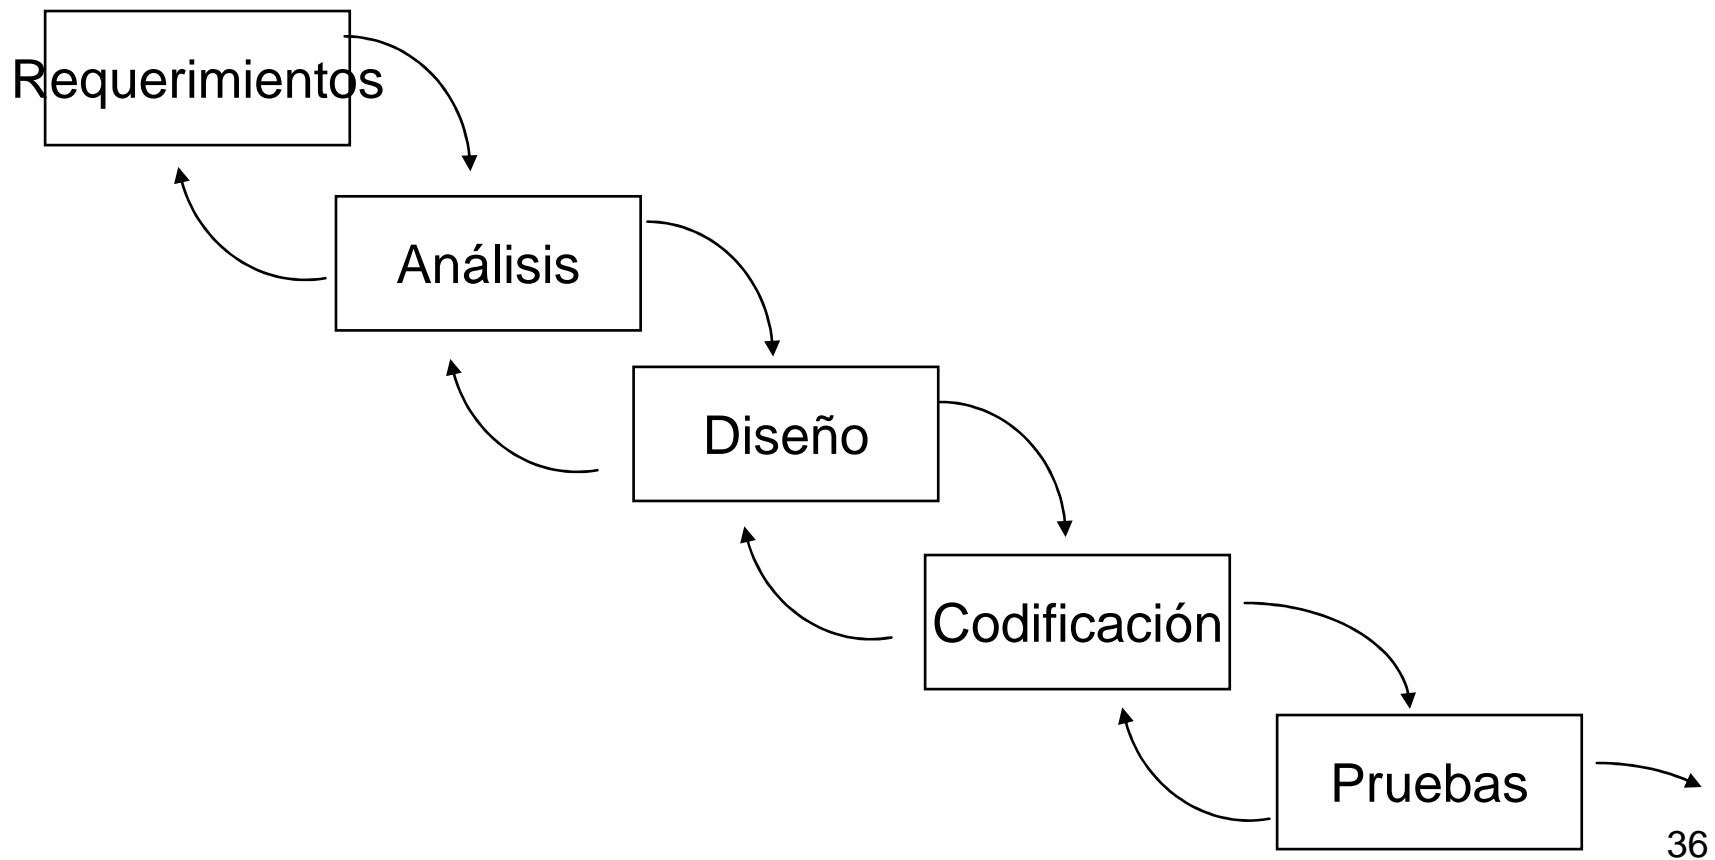 Requerimientos
Análisis
Diseño
Codificación
Pruebas
36